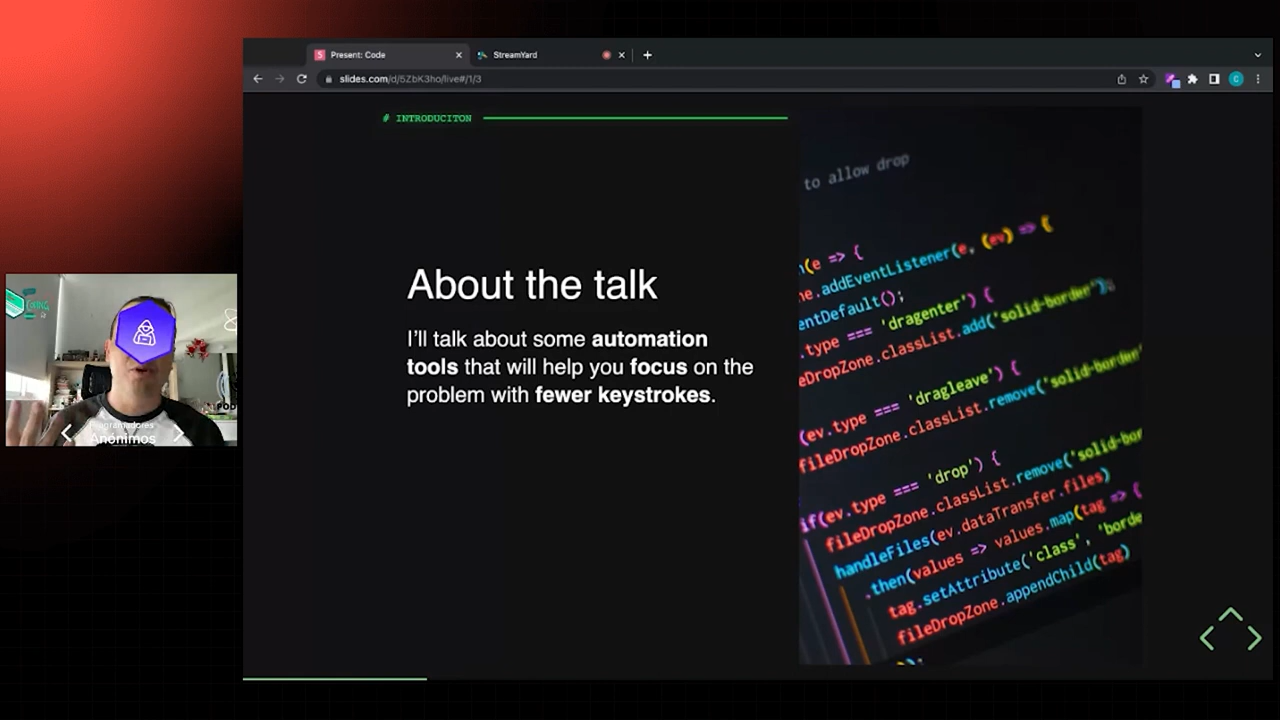 Present: Code
StreamYard
slides.com/d/5ZbK3ho/live#/1/3
# INTRODUCITON
About the talk
I'll talk about some automation
tools that will help you focus on the
problem with fewer keystrokes.
to allow drop
(e => {
.addEventListener(e, (ev) => {
entDefault();
.type === 'dragenter') {
eDropZone.classList.add('solid-border');
(ev.type === 'dragleave') {
fileDropZone.classList.remove('solid-border'
if(ev.type === 'drop') {
fileDropZone.classList.remove('solid-bor
handleFiles(ev.dataTransfer.files)
.then(values => values.map(tag => {
tag.setAttribute('class', 'borde
fileDropZone.appendChild(tag)
});
Programadores
Anónimos